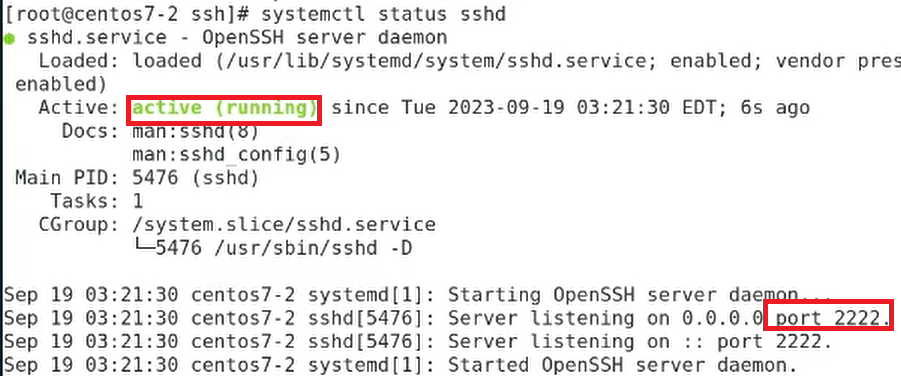 [root@centos7-2 ssh]# systemctl status sshd
● sshd.service - OpenSSH server daemon
   Loaded: loaded (/usr/lib/systemd/system/sshd.service; enabled; vendor pres
 enabled)
   Active: active (running) since Tue 2023-09-19 03:21:30 EDT; 6s ago
     Docs: man:sshd(8)
           man:sshd_config(5)
 Main PID: 5476 (sshd)
    Tasks: 1
   CGroup: /system.slice/sshd.service
           └─5476 /usr/sbin/sshd -D
Sep 19 03:21:30 centos7-2 systemd[1]: Starting OpenSSH server daemon...
Sep 19 03:21:30 centos7-2 sshd[5476]: Server listening on 0.0.0.0 port 2222.
Sep 19 03:21:30 centos7-2 sshd[5476]: Server listening on :: port 2222.
Sep 19 03:21:30 centos7-2 systemd[1]: Started OpenSSH server daemon.